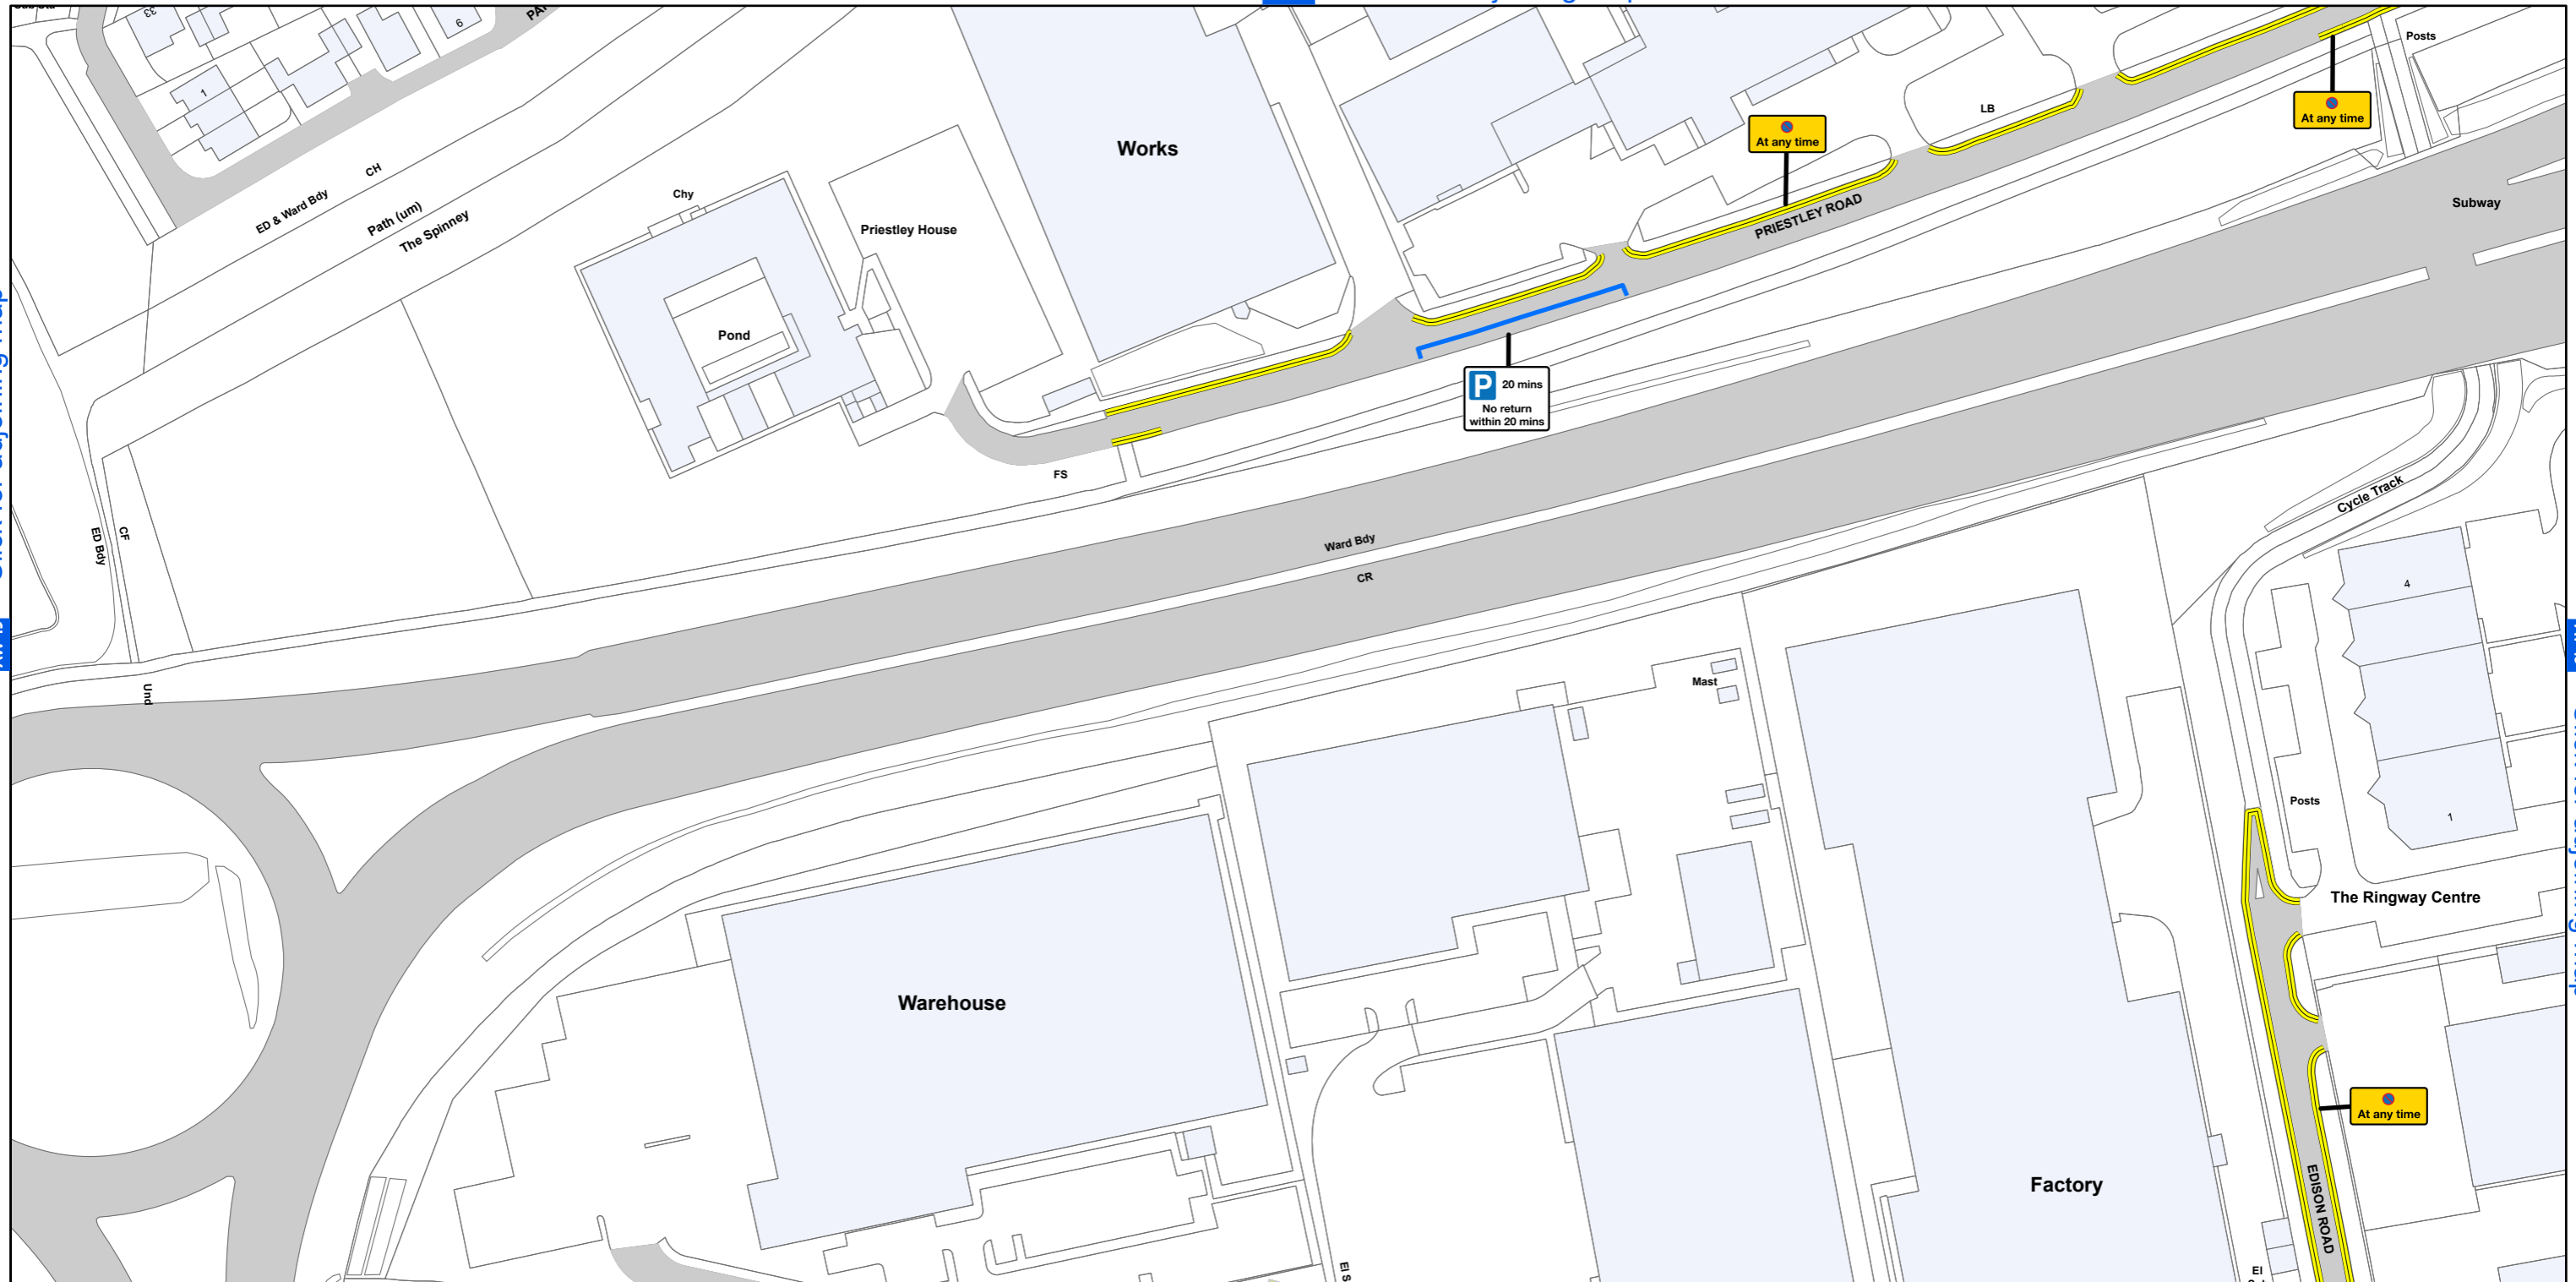 33
9
1
Posts
At any time
LB
At any time
Works
CH
ED & Ward Bdy
Path (um)
The Spinney
Chy
Priestley House
PRIESTLEY ROAD
Subway
Pond
P 20 mins
No return
within 20 mins
FS
Cycle Track
ED Bdy
CF
Ward Bdy
CR
4
Und
Mast
Posts
1
The Ringway Centre
Warehouse
At any time
Factory
EDISON ROAD
El
El S